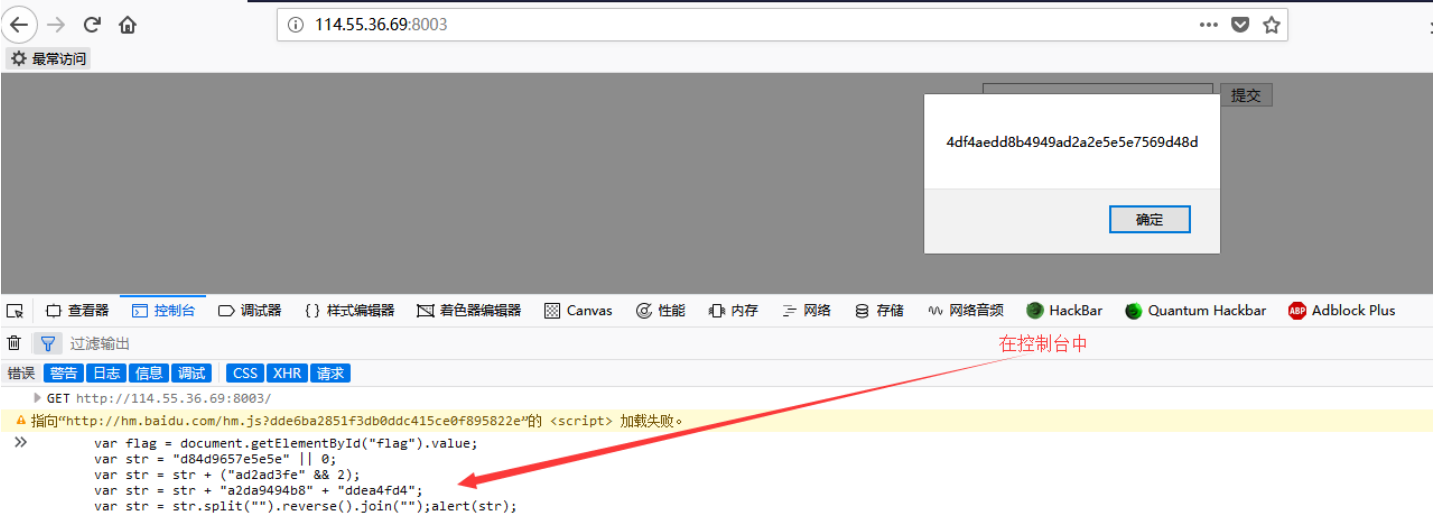 114.55.36.69:8003
最常访问
提交
4df4aedd8b4949ad2a2e5e5e7569d48d
确定
查看器 控制台 调试器 {} 样式编辑器 着色器编辑器 Canvas 性能 内存 网络 存储 网络音频 HackBar Quantum Hackbar ABP Adblock Plus
过滤输出
在控制台中
错误 警告 日志 信息 调试 CSS XHR 请求
GET http://114.55.36.69:8003/
指向“http://hm.baidu.com/hm.js?dde6ba2851f3db0ddc415ce0f895822e”的 <script> 加载失败。
var flag = document.getElementById("flag").value;
var str = "d84d9657e5e5e" || 0;
var str = str + ("ad2ad3fe" && 2);
var str = str + "a2da9494b8" + "ddea4fd4";
var str = str.split("").reverse().join("");alert(str);